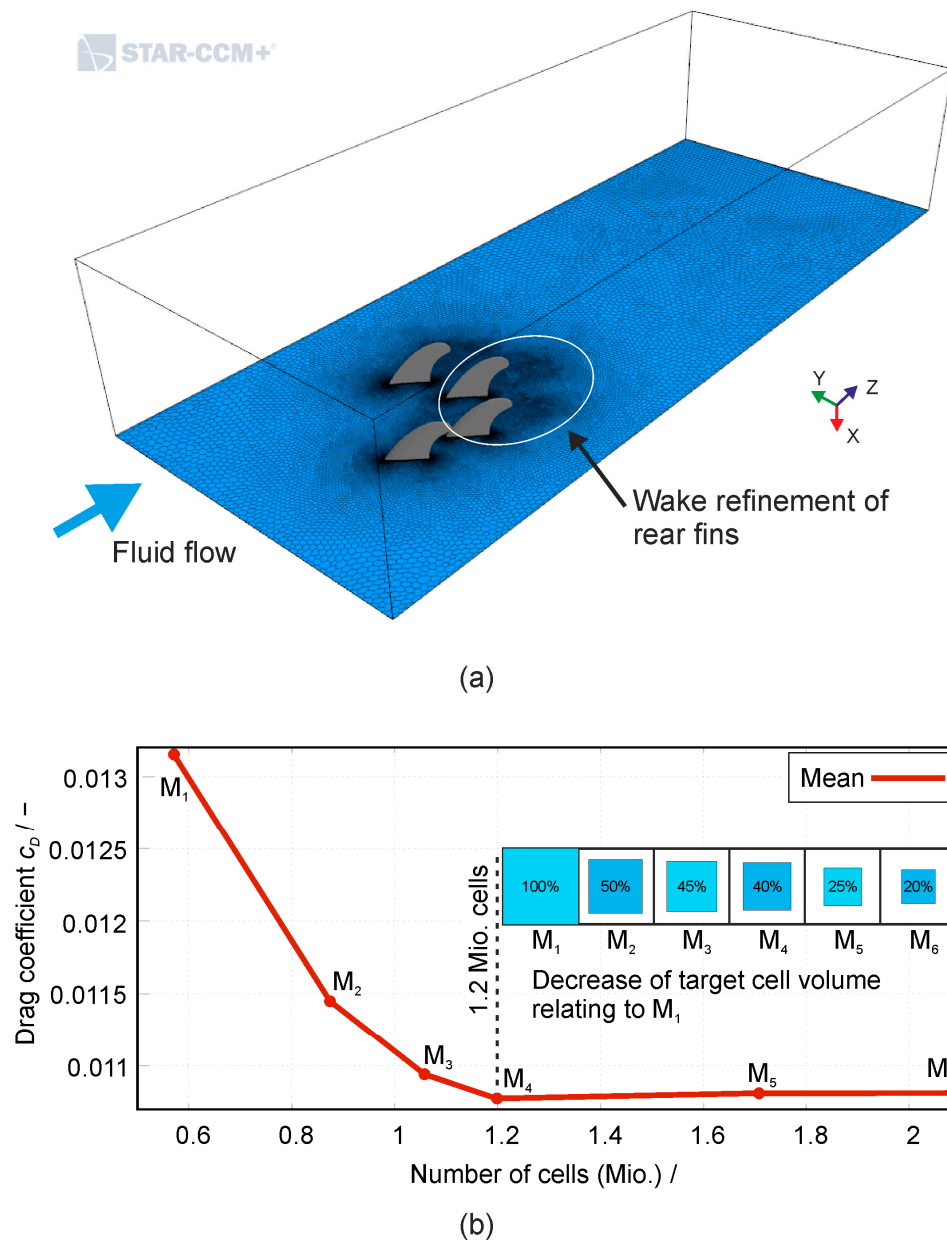 STAR-CCM+®
Y
Z
X
Wake refinement of
rear fins
Fluid flow
(a)
Drag coefficient c_D / –
0.013
0.0125
0.012
0.0115
0.011
M₁
M₂
M₃
M₄
M₅
M
Mean
1.2 Mio. cells
100% 50% 45% 40% 25% 20%
M₁ M₂ M₃ M₄ M₅ M₆
Decrease of target cell volume
relating to M₁
0.6 0.8 1 1.2 1.4 1.6 1.8 2
Number of cells (Mio.) /
(b)